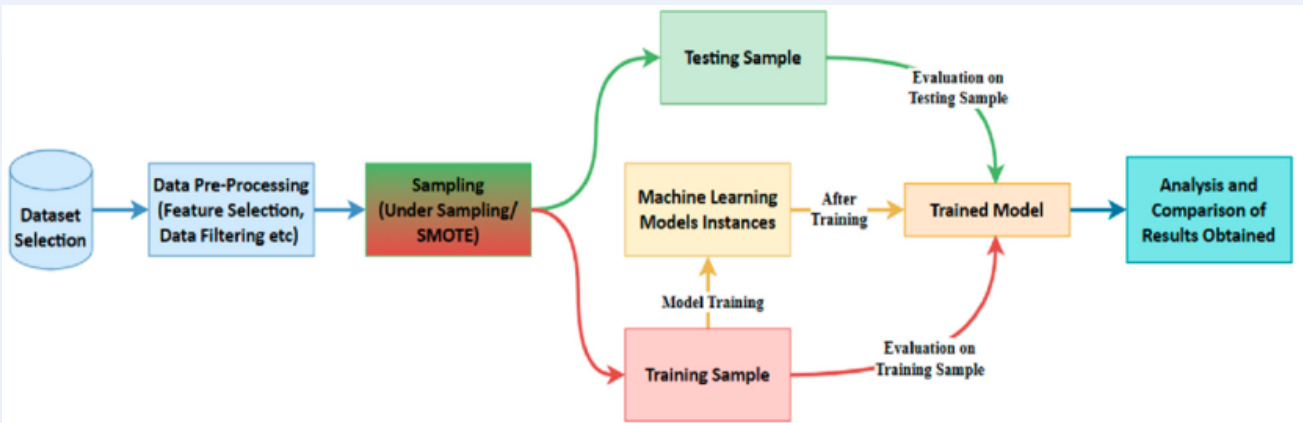 Dataset
Selection
Data Pre-Processing
(Feature Selection,
Data Filtering etc)
Sampling
(Under Sampling/
SMOTE)
Testing Sample
Evaluation on
Testing Sample
Machine Learning
Models Instances
After
Training
Trained Model
Analysis and
Comparison of
Results Obtained
Model Training
Training Sample
Evaluation on
Training Sample